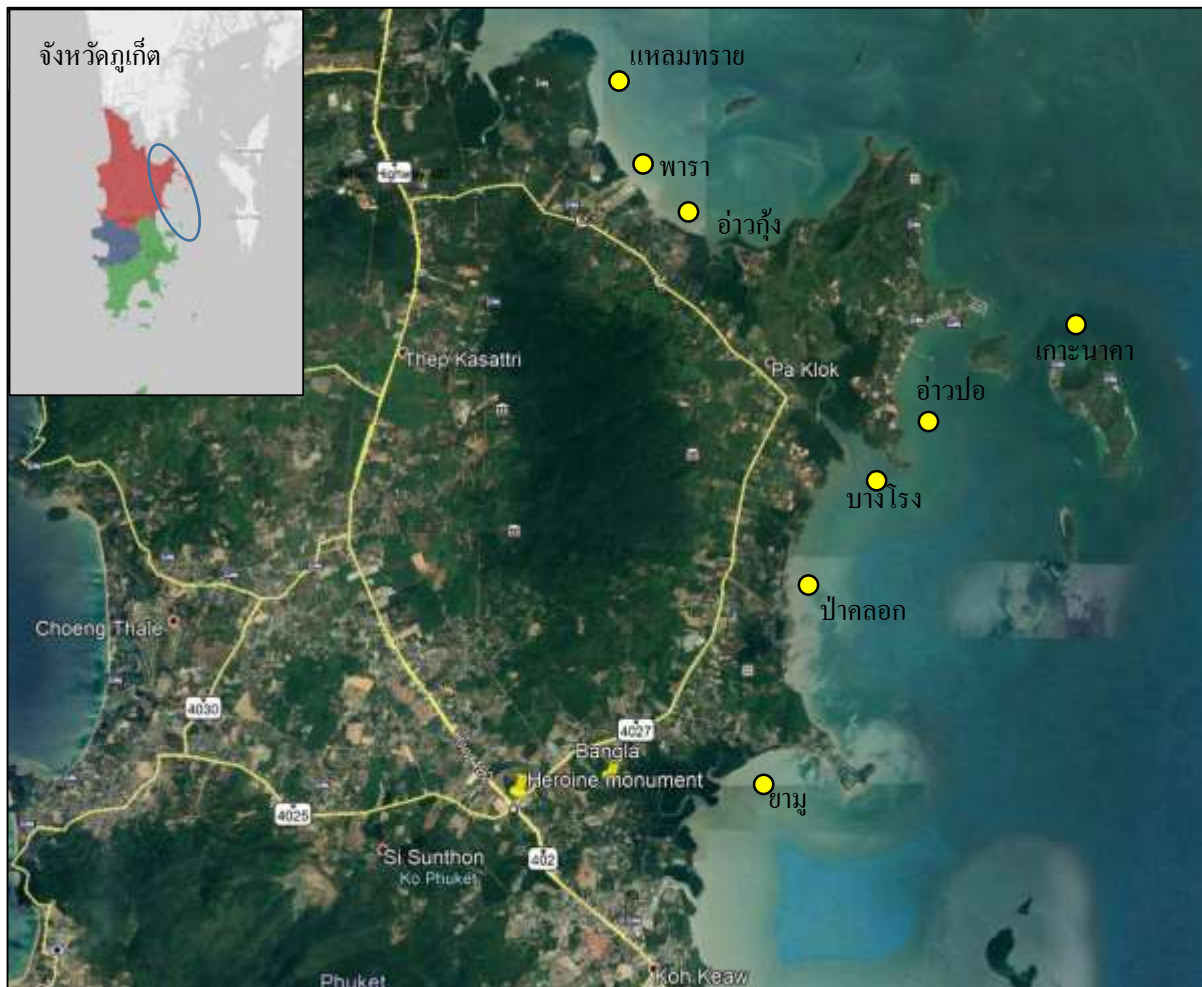 จังหวัดภูเก็ต
แหลมทราย
พารา
อ่าวกุ้ง
เกาะนาคา
Thep Kasattri
Pa Klok
อ่าวปอ
บางโรง
ป่าคลอก
Choeng Thale
4030
4027
Bangla
Heroine monument
ยามู
4025
Si Sunthon
Ko Phuket
402
Phuket
Koh Keaw